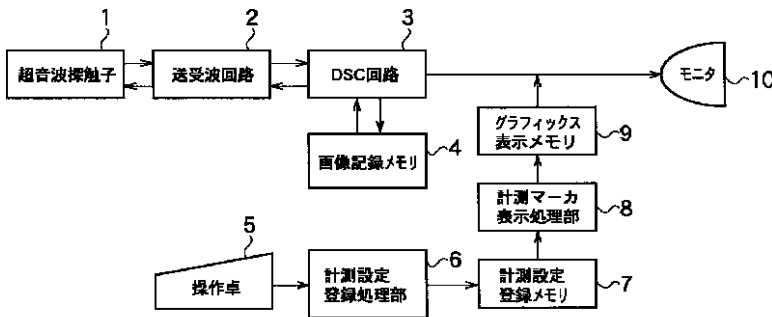 1
2
3
超音波探触子
送受波回路
DSC回路
モニタ
10
グラフィックス
表示メモリ
9
画像記録メモリ
4
計測マーカ
表示処理部
8
5
操作卓
計測設定
登録処理部
6
計測設定
登録メモリ
7